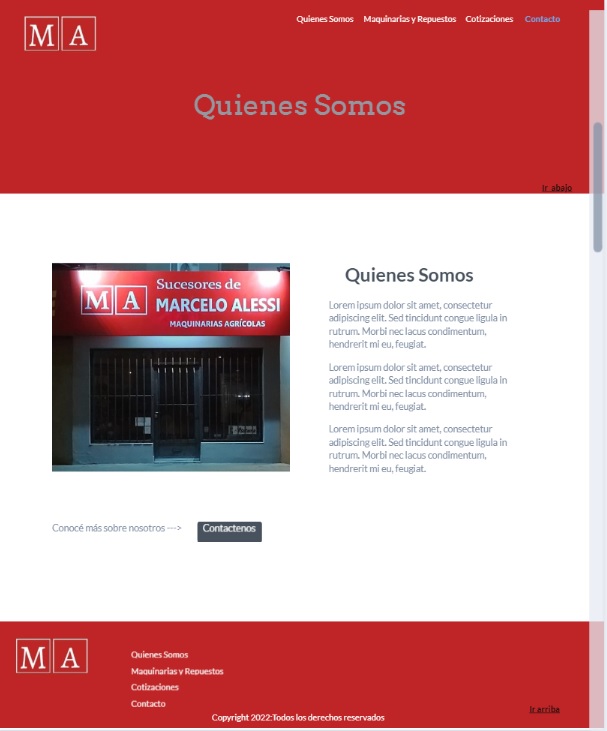 M A
Quienes Somos Maquinarias y Repuestos Cotizaciones Contacto
Quienes Somos
Ir abajo
Sucesores de
M A MARCELO ALESSI
MAQUINARIAS AGRÍCOLAS
Quienes Somos
Lorem ipsum dolor sit amet, consectetur
adipiscing elit. Sed tincidunt congue ligula in
rutrum. Morbi nec lacus condimentum,
hendrerit mi eu, feugiat.
Lorem ipsum dolor sit amet, consectetur
adipiscing elit. Sed tincidunt congue ligula in
rutrum. Morbi nec lacus condimentum,
hendrerit mi eu, feugiat.
Lorem ipsum dolor sit amet, consectetur
adipiscing elit. Sed tincidunt congue ligula in
rutrum. Morbi nec lacus condimentum,
hendrerit mi eu, feugiat.
Conocé más sobre nosotros ---> Contactenos
M A
Quienes Somos
Maquinarias y Repuestos
Cotizaciones
Contacto
Ir arriba
Copyright 2022:Todos los derechos reservados